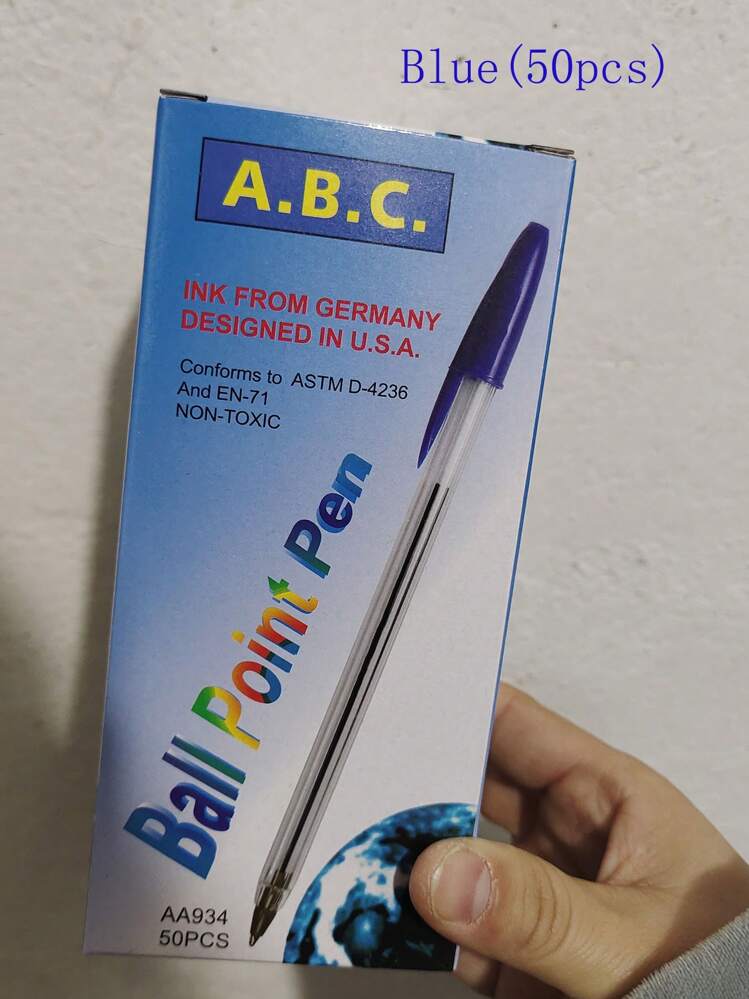 Blue(50pcs)
A.B.C.
INK FROM GERMANY
DESIGNED IN U.S.A.
Conforms to ASTM D-4236
And EN-71
NON-TOXIC
Ball Point Pen
AA934
50PCS